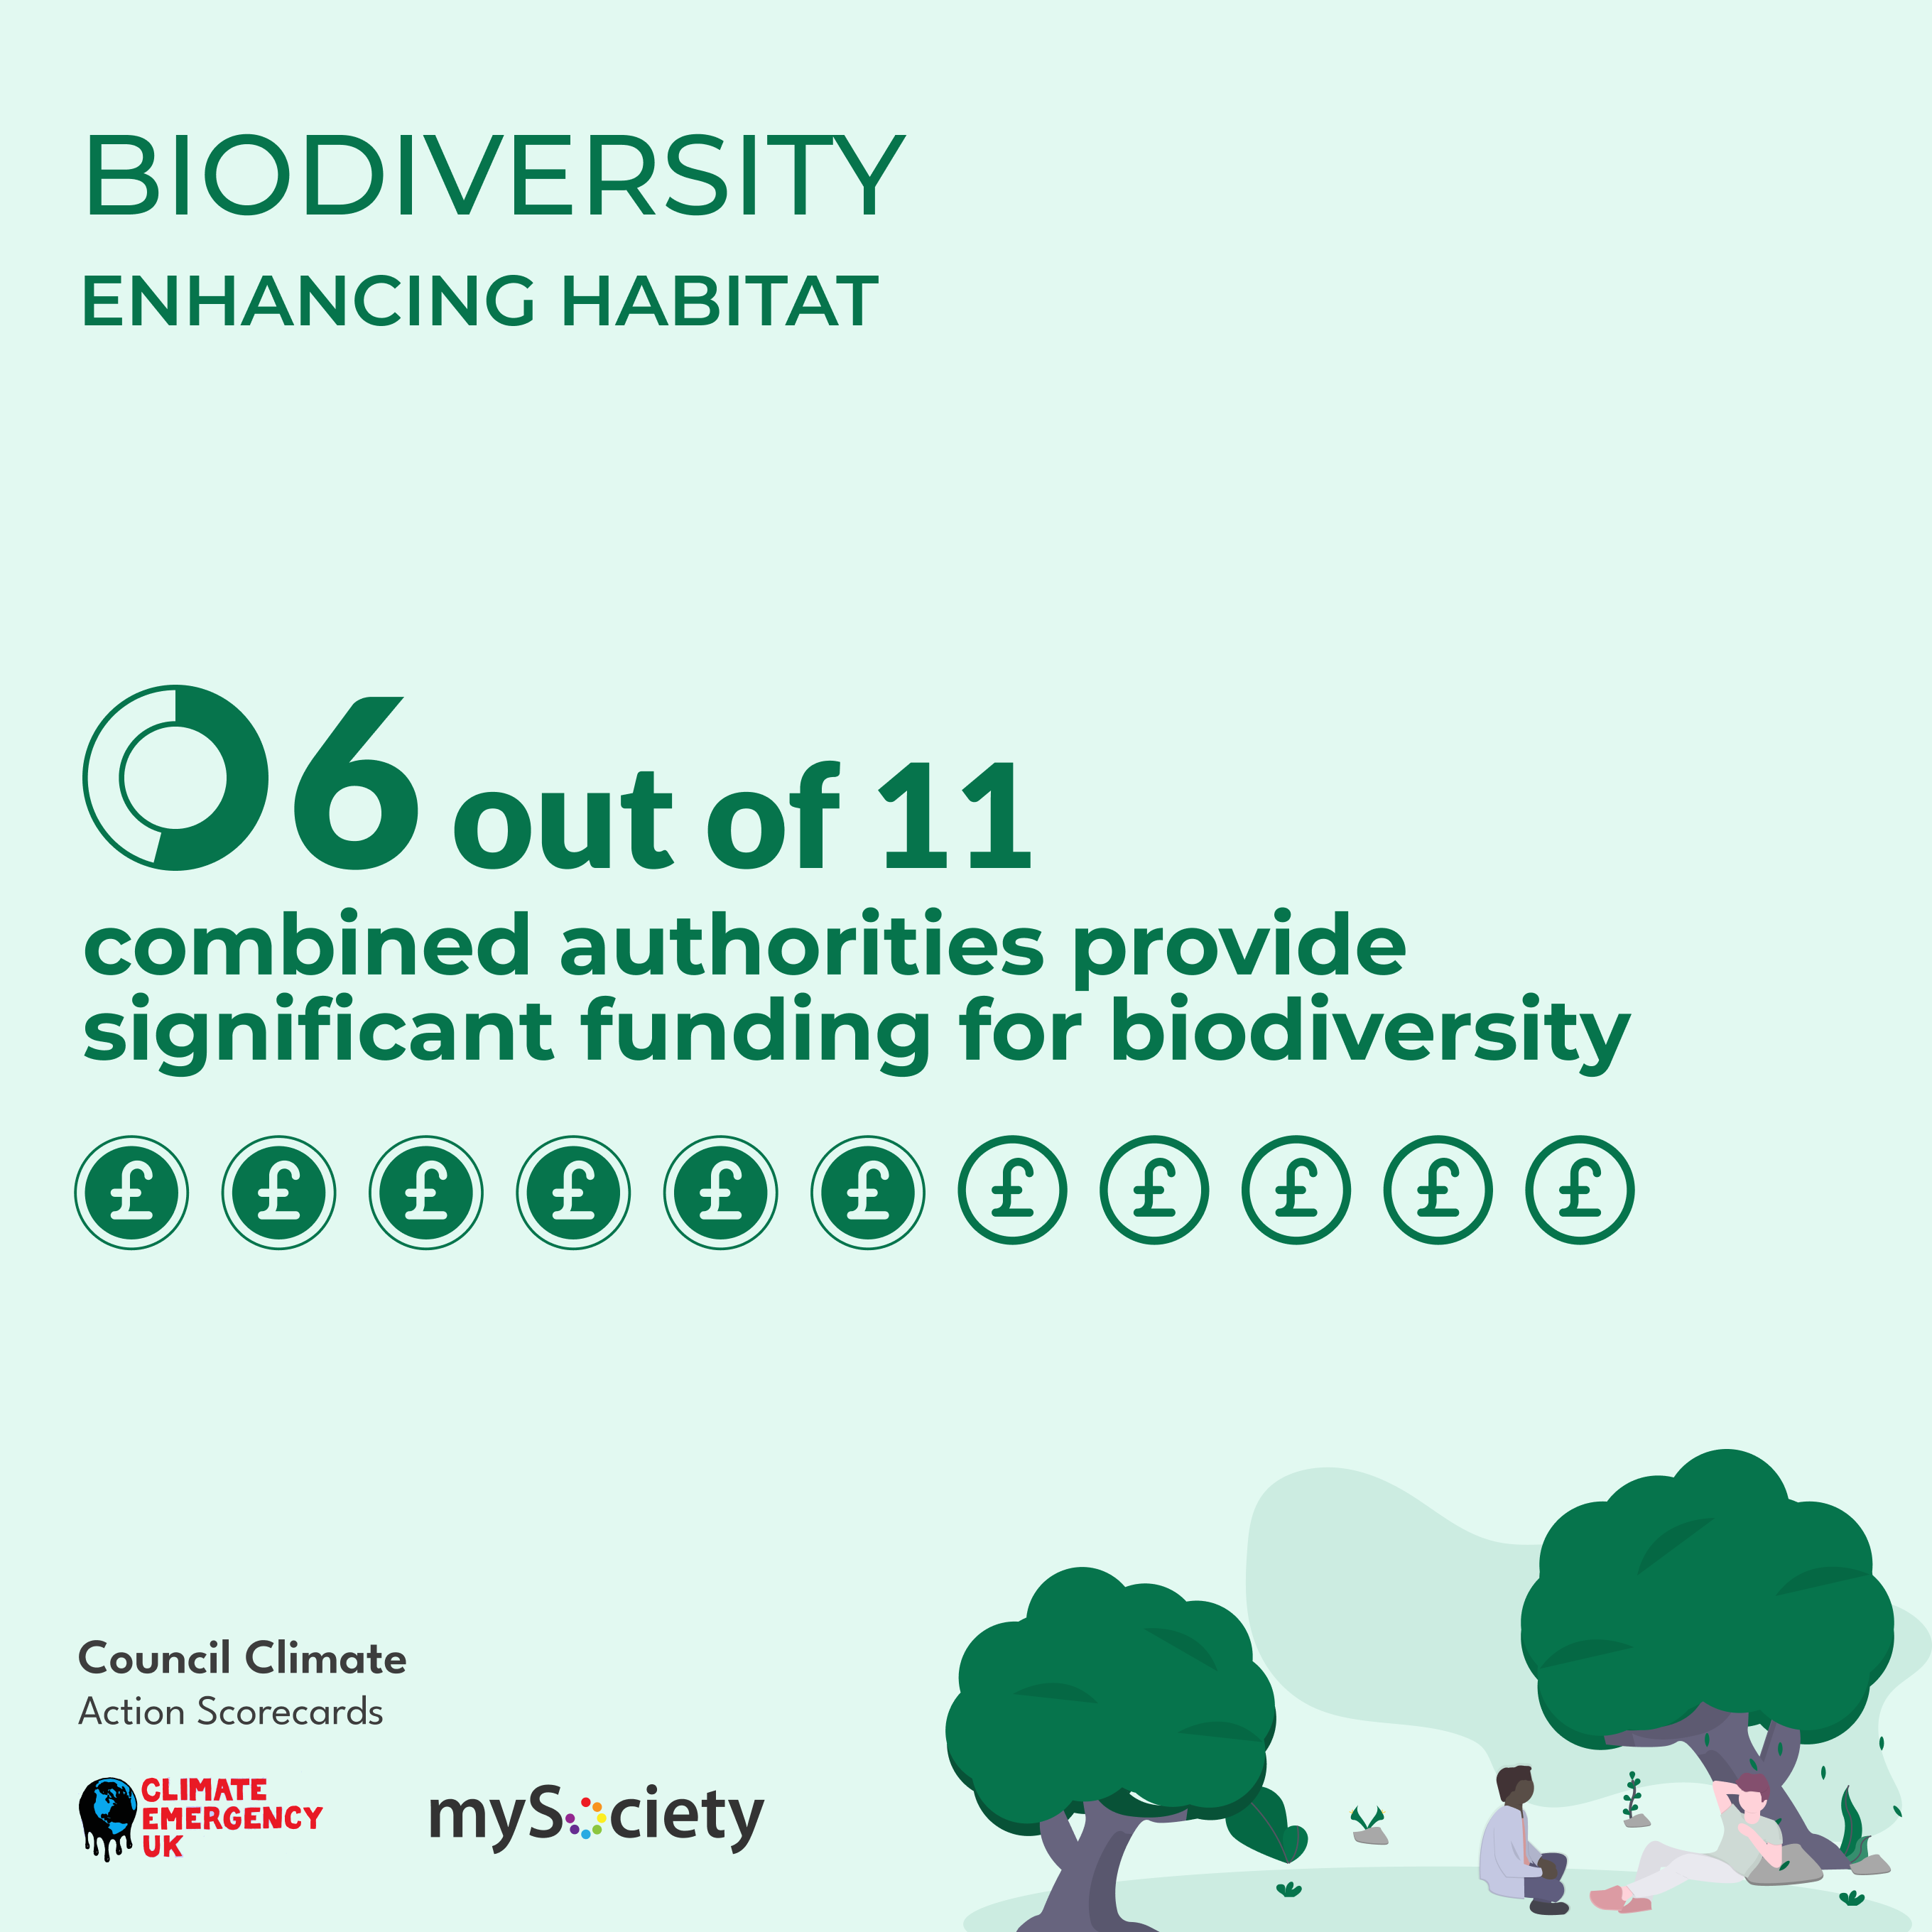 BIODIVERSITY
ENHANCING HABITAT
6 out of 11
combined authorities provide
significant funding for biodiversity
£ £ £ £ £ £ £ £ £ £ £
Council Climate
Action Scorecards
CLIMATE
EMERGENCY
UK
mySociety